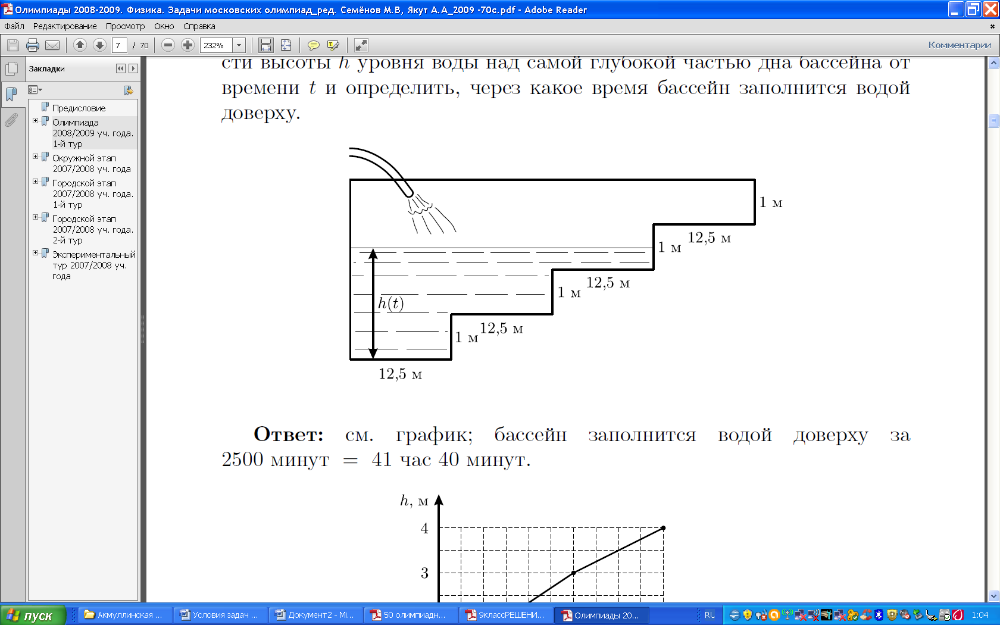 Олимпиады 2008-2009. Физика. Задачи московских олимпиад_ред. Семёнов М.В, Якут А.А_2009 -70с.pdf - Adobe Reader
Файл Редактирование Просмотр Окно Справка
7 / 70 232% Комментарии
Закладки
Предисловие
Олимпиада
2008/2009 уч. года.
1-й тур
Окружной этап
2007/2008 уч. года
Городской этап
2007/2008 уч. года.
1-й тур
Городской этап
2007/2008 уч. года.
2-й тур
Экспериментальный
тур 2007/2008 уч.
года
сти высоты h уровня воды над самой глубокой частью дна бассейна от
времени t и определить, через какое время бассейн заполнится водой
доверху.
1 м
12,5 м
1 м
12,5 м
1 м
h(t)
12,5 м
1 м
12,5 м
Ответ: см. график; бассейн заполнится водой доверху за
2500 минут = 41 час 40 минут.
h, м
4
3
пуск
Акмуллинская ...
Условия задач ...
Документ2 - Mi...
50 олимпиадн...
9классРЕШЕНИ...
Олимпиады 20...
RU
1:04